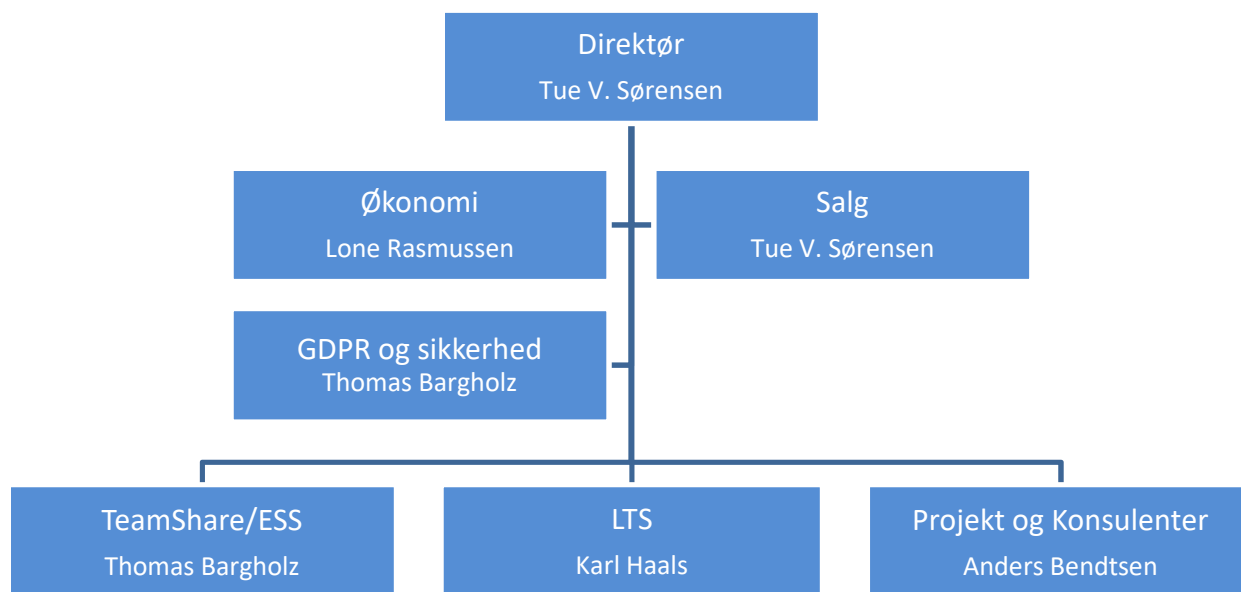 Direktør
Tue V. Sørensen
Økonomi
Lone Rasmussen
Salg
Tue V. Sørensen
GDPR og sikkerhed
Thomas Bargholz
TeamShare/ESS
Thomas Bargholz
LTS
Karl Haals
Projekt og Konsulenter
Anders Bendtsen